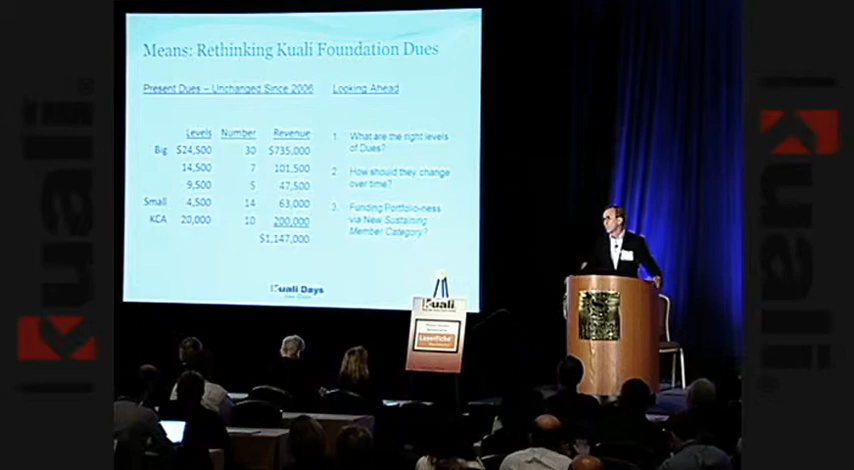 Means: Rethinking Kuali Foundation Dues
Present Dues – Unchanged Since 2006 Looking Ahead
Levels Number Revenue
Big $24,500 30 $735,000
14,500 7 101,500
9,500 5 47,500
Small 4,500 14 63,000
KCA 20,000 10 200,000
$1,147,000
1. What are the right levels
of Dues?
2. How should they change
over time?
3. Funding Portfolio-ness
via New Sustaining
Member Category?
Kuali Days
Kuali
Laserfiche
Kuali
Kuali